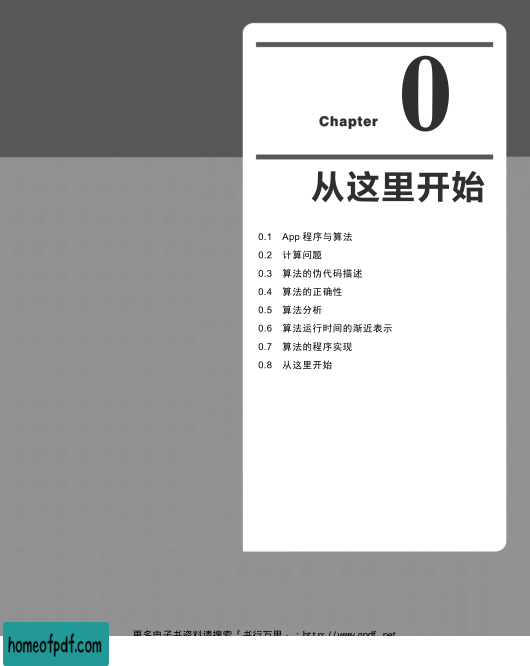 Chapter 0
从这里开始
0.1 App 程序与算法
0.2 计算问题
0.3 算法的伪代码描述
0.4 算法的正确性
0.5 算法分析
0.6 算法运行时间的渐近表示
0.7 算法的程序实现
0.8 从这里开始
homeofpdf.com